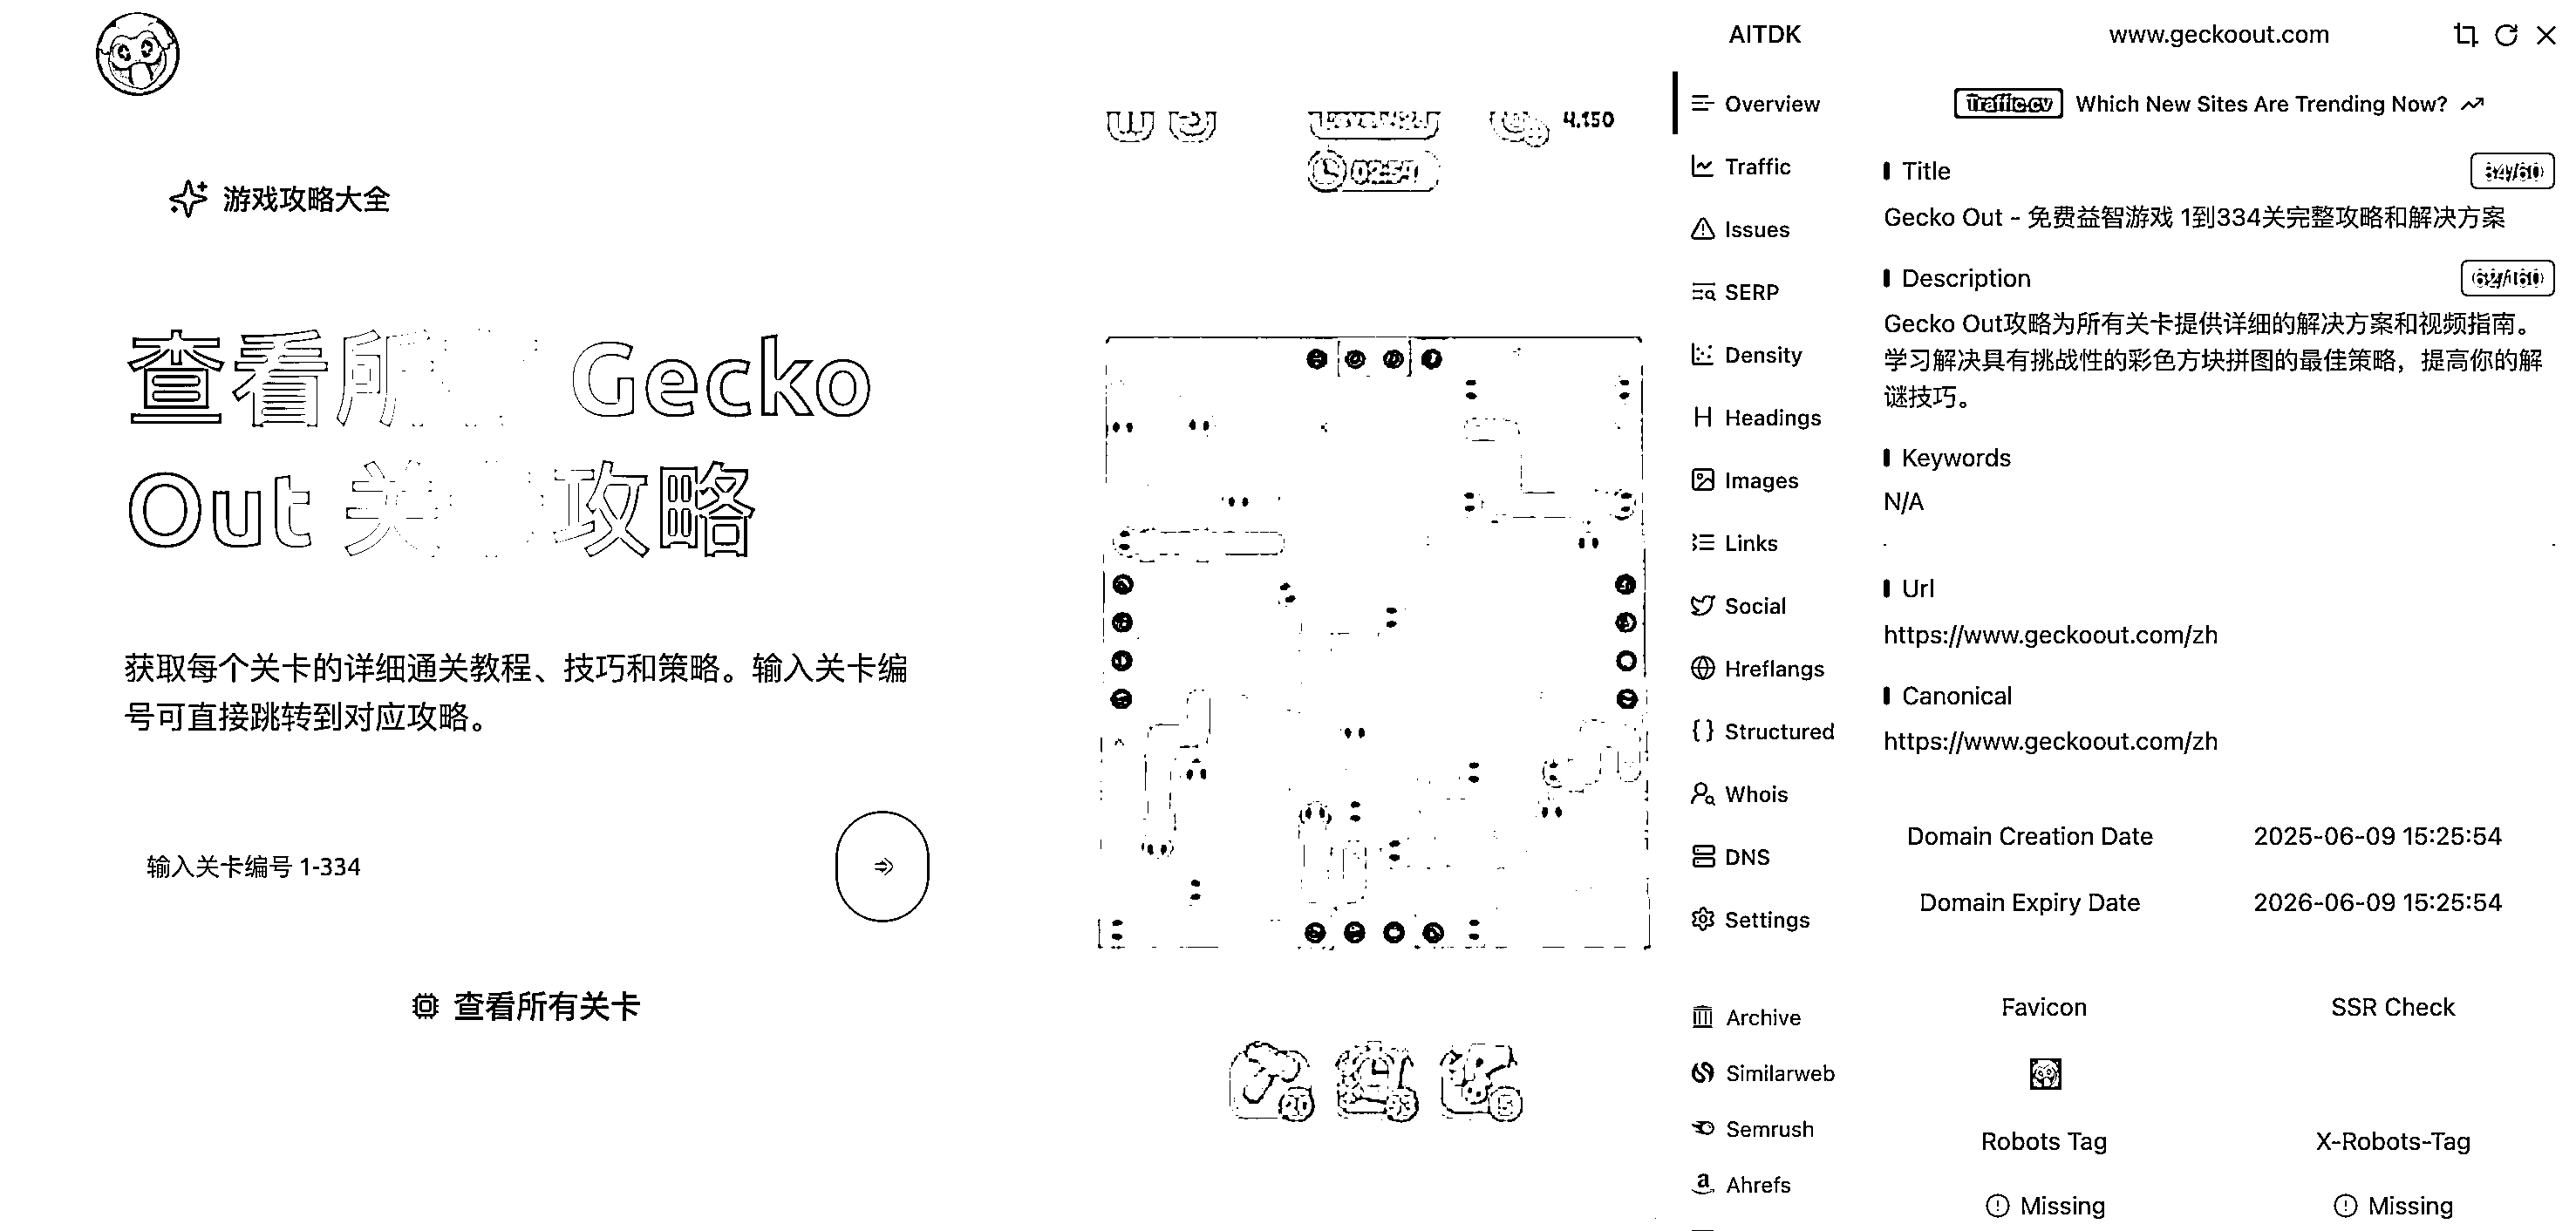 游戏攻略大全
查看所 Gecko
Out 关 攻略
获取每个关卡的详细通关教程、技巧和策略。输入关卡编
号可直接跳转到对应攻略。
输入关卡编号 1-334
查看所有关卡
4,150
02:59
20
5
AITDK
www.geckoout.com
Overview
Traffic
Issues
SERP
Density
Headings
Images
Links
Social
Hreflangs
Structured
Whois
DNS
Settings
Archive
Similarweb
Semrush
Ahrefs
Traffic.cv Which New Sites Are Trending Now?
Title
Gecko Out - 免费益智游戏 1到334关完整攻略和解决方案
Description
Gecko Out攻略为所有关卡提供详细的解决方案和视频指南。
学习解决具有挑战性的彩色方块拼图的最佳策略，提高你的解
谜技巧。
Keywords
N/A
Url
https://www.geckoout.com/zh
Canonical
https://www.geckoout.com/zh
Domain Creation Date 2025-06-09 15:25:54
Domain Expiry Date 2026-06-09 15:25:54
Favicon SSR Check
Robots Tag X-Robots-Tag
Missing Missing